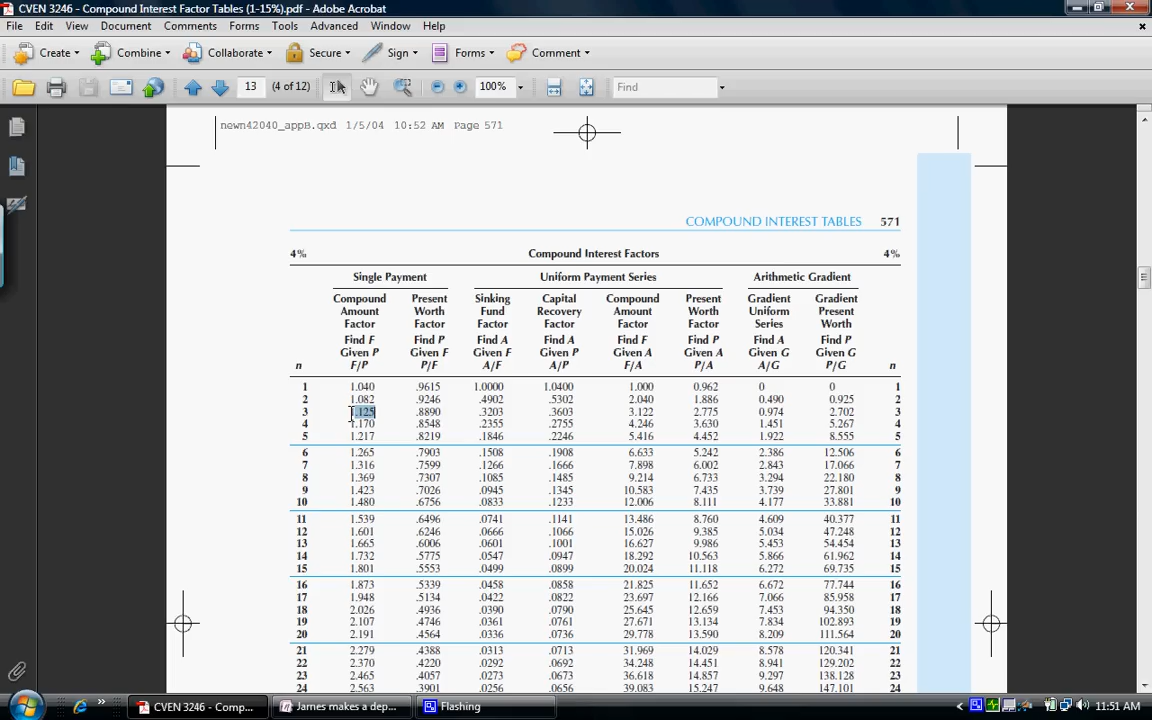 CVEN 3246 - Compound Interest Factor Tables (1-15%).pdf - Adobe Acrobat
File Edit View Document Comments Forms Tools Advanced Window Help
Create Combine Collaborate Secure Sign Forms Comment
13 (4 of 12) 100% Find
newn42040_appB.qxd 1/5/04 10:52 AM Page 571
COMPOUND INTEREST TABLES 571
4% Compound Interest Factors 4%
Single Payment Uniform Payment Series Arithmetic Gradient
Compound Present Sinking Capital Compound Present Gradient Gradient
Amount Worth Fund Recovery Amount Worth Uniform Present
Factor Factor Factor Factor Factor Factor Series Worth
Find F Find P Find A Find A Find F Find P Find A Find P
Given P Given F Given F Given P Given A Given A Given G Given G
n F/P P/F A/F A/P F/A P/A A/G P/G n
1 1.040 .9615 1.0000 1.0400 1.000 0.962 0 0 1
2 1.082 .9246 .4902 .5302 2.040 1.886 0.490 0.925 2
3 1.125 .8890 .3203 .3603 3.122 2.775 0.974 2.702 3
4 1.170 .8548 .2355 .2755 4.246 3.630 1.451 5.267 4
5 1.217 .8219 .1846 .2246 5.416 4.452 1.922 8.555 5
6 1.265 .7903 .1508 .1908 6.633 5.242 2.386 12.506 6
7 1.316 .7599 .1266 .1666 7.898 6.002 2.843 17.066 7
8 1.369 .7307 .1085 .1485 9.214 6.733 3.294 22.180 8
9 1.423 .7026 .0945 .1345 10.583 7.435 3.739 27.801 9
10 1.480 .6756 .0833 .1233 12.006 8.111 4.177 33.881 10
11 1.539 .6496 .0741 .1141 13.486 8.760 4.609 40.377 11
12 1.601 .6246 .0666 .1066 15.026 9.385 5.034 47.248 12
13 1.665 .6006 .0601 .1001 16.627 9.986 5.453 54.454 13
14 1.732 .5775 .0547 .0947 18.292 10.563 5.866 61.962 14
15 1.801 .5553 .0499 .0899 20.024 11.118 6.272 69.735 15
16 1.873 .5339 .0458 .0858 21.825 11.652 6.672 77.744 16
17 1.948 .5134 .0422 .0822 23.697 12.166 7.066 85.958 17
18 2.026 .4936 .0390 .0790 25.645 12.659 7.453 94.350 18
19 2.107 .4746 .0361 .0761 27.671 13.134 7.834 102.893 19
20 2.191 .4564 .0336 .0736 29.778 13.590 8.209 111.564 20
21 2.279 .4388 .0313 .0713 31.969 14.029 8.578 120.341 21
22 2.370 .4220 .0292 .0692 34.248 14.451 8.941 129.202 22
23 2.465 .4057 .0273 .0673 36.618 14.857 9.297 138.128 23
24 2.563 .3901 .0256 .0656 39.083 15.247 9.648 147.101 24
CVEN 3246 - Comp... James makes a dep... Flashing 11:51 AM